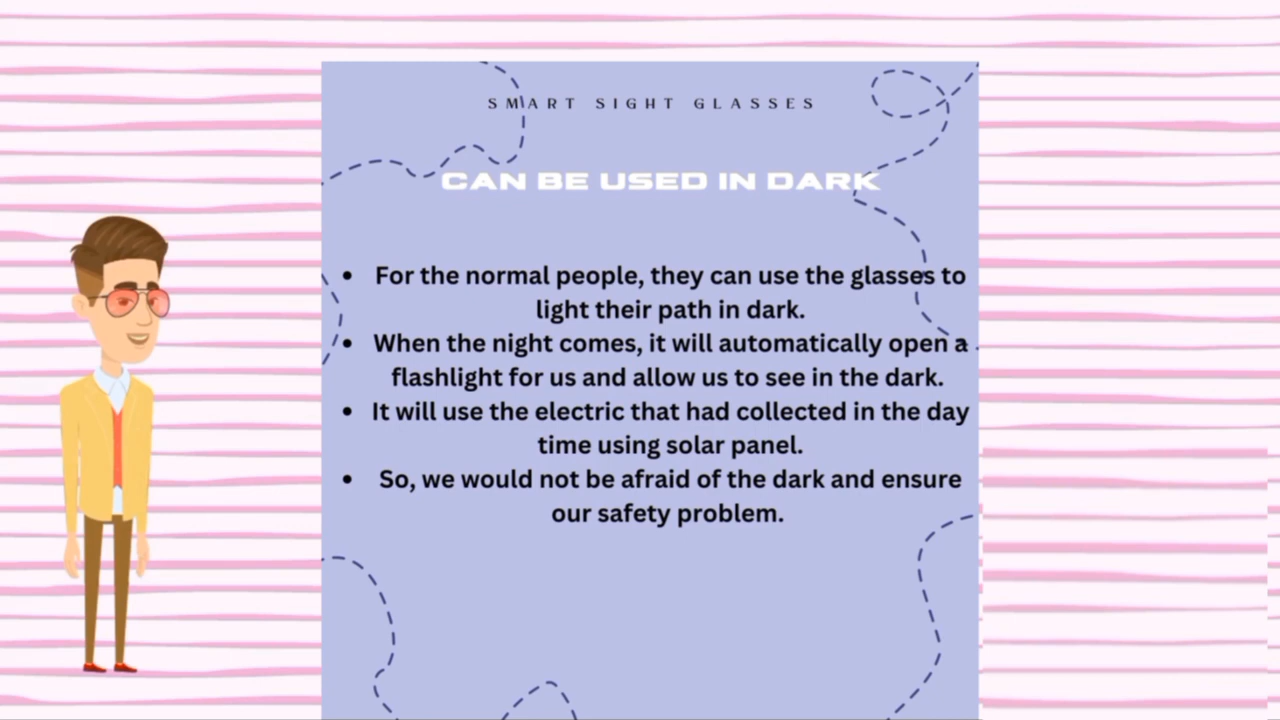 SMART SIGHT GLASSES
CAN BE USED IN DARK
• For the normal people, they can use the glasses to
light their path in dark.
• When the night comes, it will automatically open a
flashlight for us and allow us to see in the dark.
• It will use the electric that had collected in the day
time using solar panel.
• So, we would not be afraid of the dark and ensure
our safety problem.